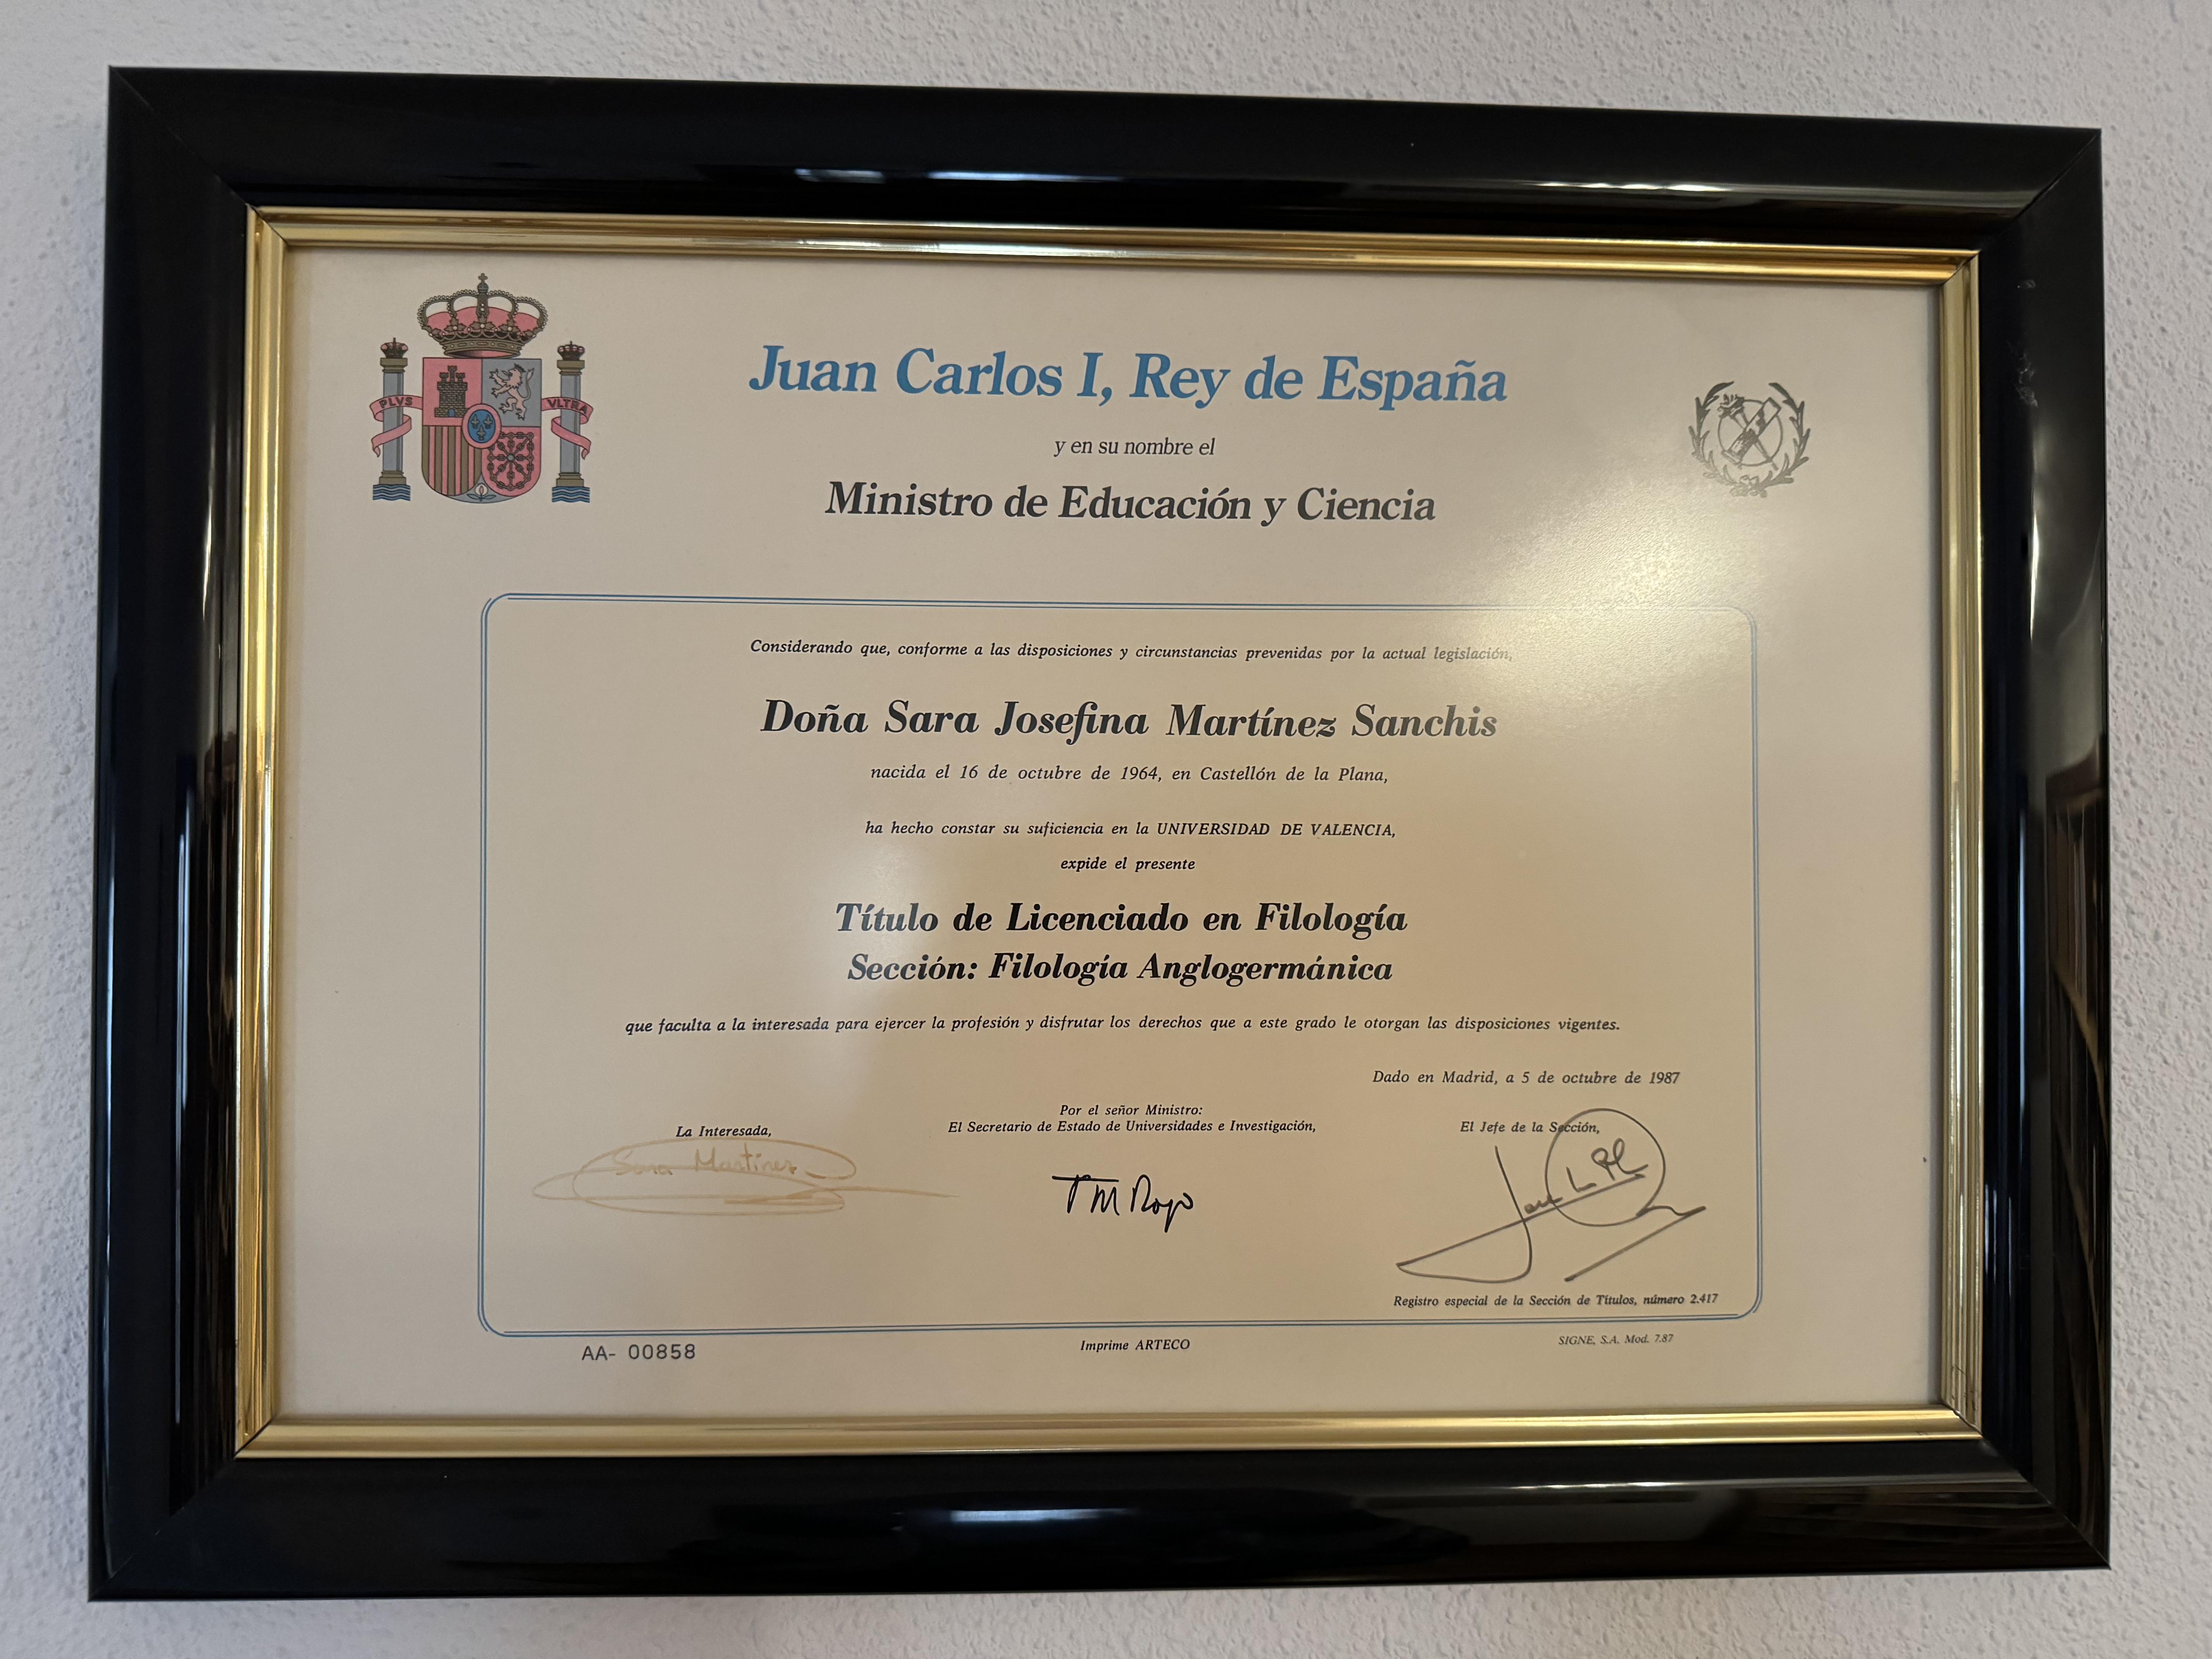 Juan Carlos I, Rey de España
y en su nombre el
Ministro de Educación y Ciencia
PLVS VLTRA
Considerando que, conforme a las disposiciones y circunstancias prevenidas por la actual legislación,
Doña Sara Josefina Martínez Sanchis
nacida el 16 de octubre de 1964, en Castellón de la Plana,
ha hecho constar su suficiencia en la UNIVERSIDAD DE VALENCIA,
expide el presente
Título de Licenciado en Filología
Sección: Filología Anglogermánica
que faculta a la interesada para ejercer la profesión y disfrutar los derechos que a este grado le otorgan las disposiciones vigentes.
Dado en Madrid, a 5 de octubre de 1987
La Interesada,
Sara Martínez
Por el señor Ministro:
El Secretario de Estado de Universidades e Investigación,
El Jefe de la Sección,
Registro especial de la Sección de Títulos, número 2.417
AA- 00858
Imprime ARTECO
SIGNE, S.A. Mod. 7.87